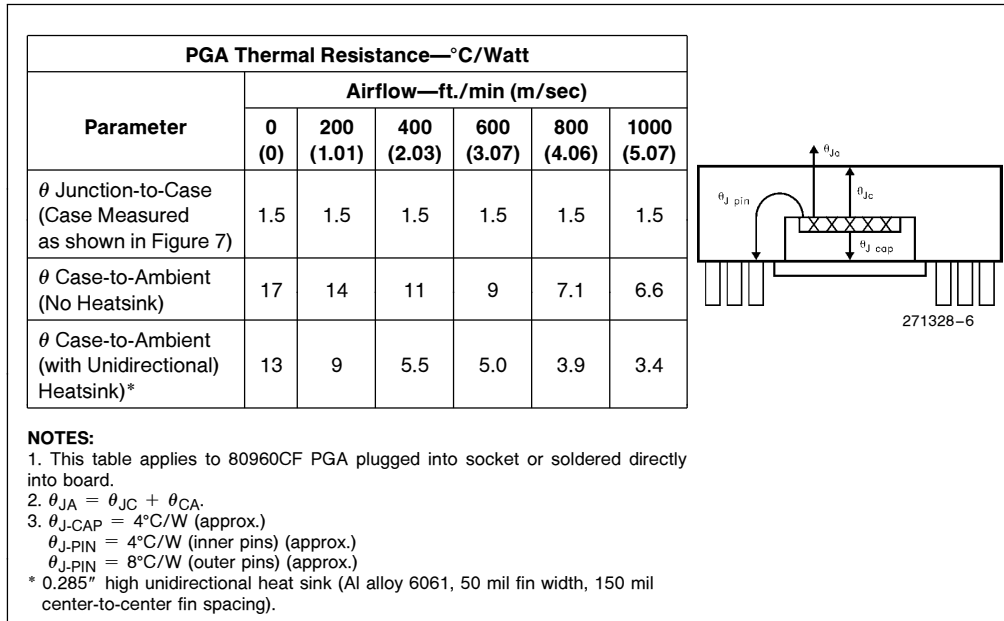 PGA Thermal Resistance—°C/Watt
Parameter
Airflow—ft./min (m/sec)
0 (0)
200 (1.01)
400 (2.03)
600 (3.07)
800 (4.06)
1000 (5.07)
θ Junction-to-Case
(Case Measured
as shown in Figure 7)
1.5 1.5 1.5 1.5 1.5 1.5
θ Case-to-Ambient
(No Heatsink)
17 14 11 9 7.1 6.6
θ Case-to-Ambient
(with Unidirectional)
Heatsink)*
13 9 5.5 5.0 3.9 3.4
θJa
θJc
θJ pin
θJ cap
271328–6
NOTES:
1. This table applies to 80960CF PGA plugged into socket or soldered directly
into board.
2. θJA = θJC + θCA.
3. θJ-CAP = 4°C/W (approx.)
θJ-PIN = 4°C/W (inner pins) (approx.)
θJ-PIN = 8°C/W (outer pins) (approx.)
* 0.285″ high unidirectional heat sink (Al alloy 6061, 50 mil fin width, 150 mil
center-to-center fin spacing).